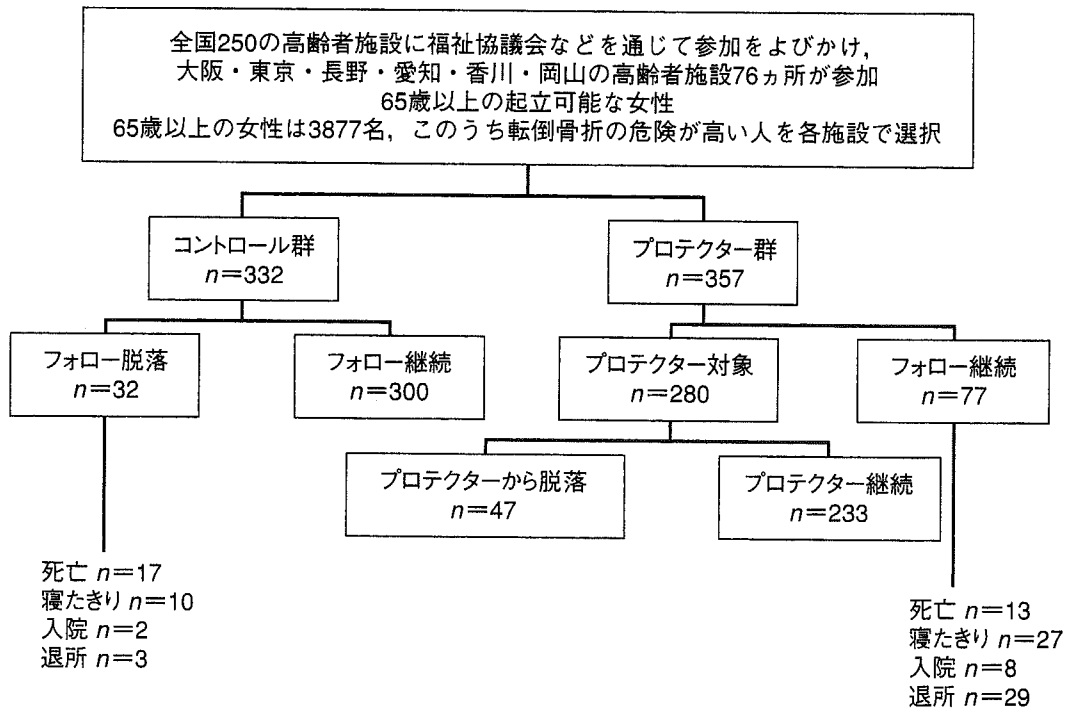 全国250の高齢者施設に福祉協議会などを通じて参加をよびかけ，
大阪・東京・長野・愛知・香川・岡山の高齢者施設76ヵ所が参加
65歳以上の起立可能な女性
65歳以上の女性は3877名，このうち転倒骨折の危険が高い人を各施設で選択
コントロール群
n＝332
プロテクター群
n＝357
フォロー脱落
n＝32
フォロー継続
n＝300
プロテクター対象
n＝280
フォロー継続
n＝77
プロテクターから脱落
n＝47
プロテクター継続
n＝233
死亡 n＝17
寝たきり n＝10
入院 n＝2
退所 n＝3
死亡 n＝13
寝たきり n＝27
入院 n＝8
退所 n＝29